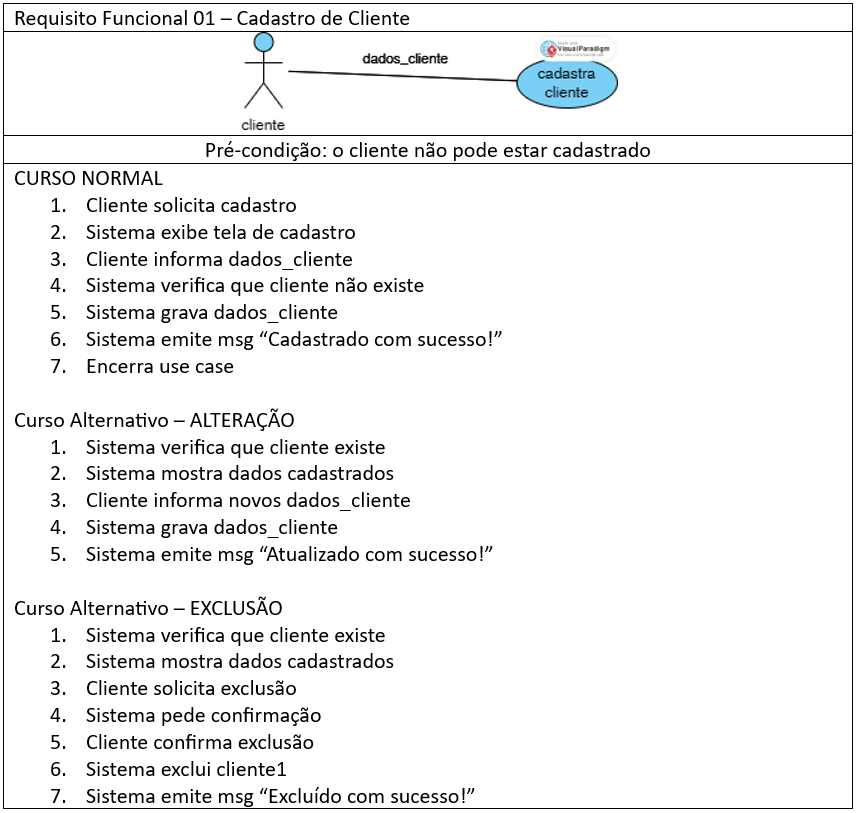 Requisito Funcional 01 – Cadastro de Cliente
dados_cliente
VisualParadigm
cadastra
cliente
cliente
Pré-condição: o cliente não pode estar cadastrado
CURSO NORMAL
1. Cliente solicita cadastro
2. Sistema exibe tela de cadastro
3. Cliente informa dados_cliente
4. Sistema verifica que cliente não existe
5. Sistema grava dados_cliente
6. Sistema emite msg “Cadastrado com sucesso!”
7. Encerra use case
Curso Alternativo – ALTERAÇÃO
1. Sistema verifica que cliente existe
2. Sistema mostra dados cadastrados
3. Cliente informa novos dados_cliente
4. Sistema grava dados_cliente
5. Sistema emite msg “Atualizado com sucesso!”
Curso Alternativo – EXCLUSÃO
1. Sistema verifica que cliente existe
2. Sistema mostra dados cadastrados
3. Cliente solicita exclusão
4. Sistema pede confirmação
5. Cliente confirma exclusão
6. Sistema exclui cliente1
7. Sistema emite msg “Excluído com sucesso!”